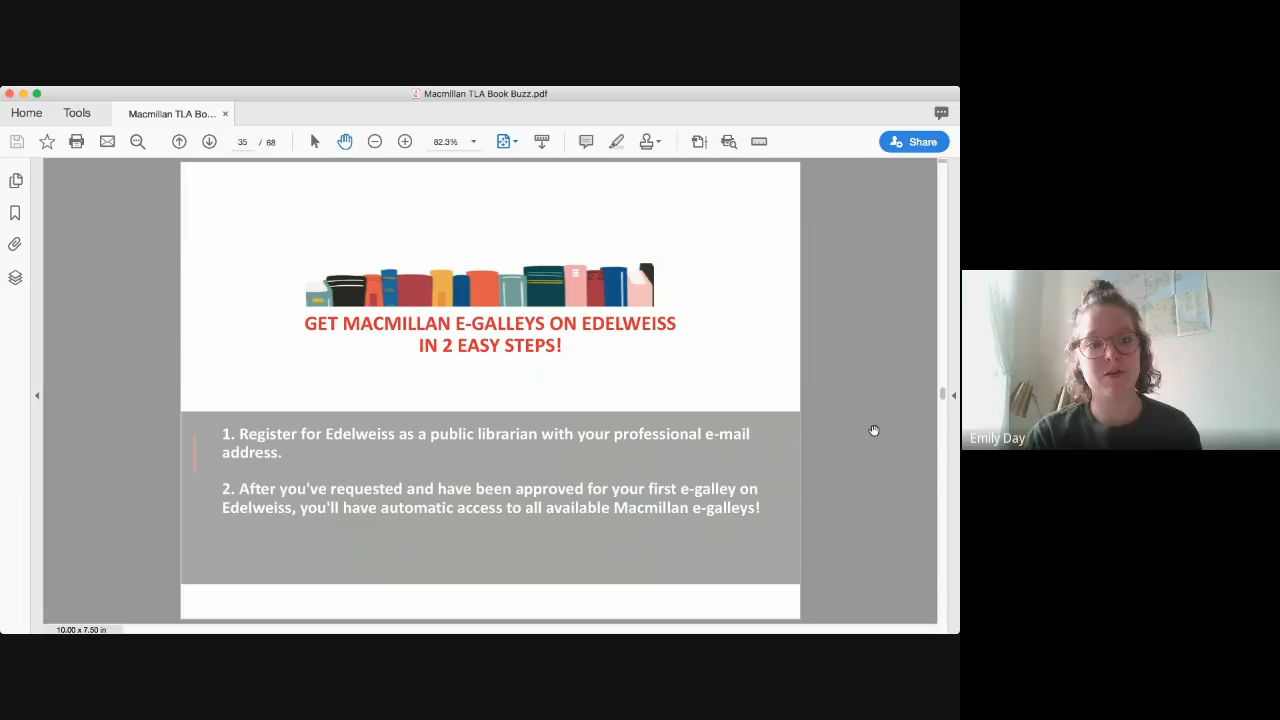 Macmillan TLA Book Buzz.pdf
Home
Tools
Macmillan TLA Bo... ×
35 / 68
82.3%
Share
GET MACMILLAN E-GALLEYS ON EDELWEISS
IN 2 EASY STEPS!
1. Register for Edelweiss as a public librarian with your professional e-mail
address.
2. After you've requested and have been approved for your first e-galley on
Edelweiss, you'll have automatic access to all available Macmillan e-galleys!
10.00 x 7.50 in
Emily Day